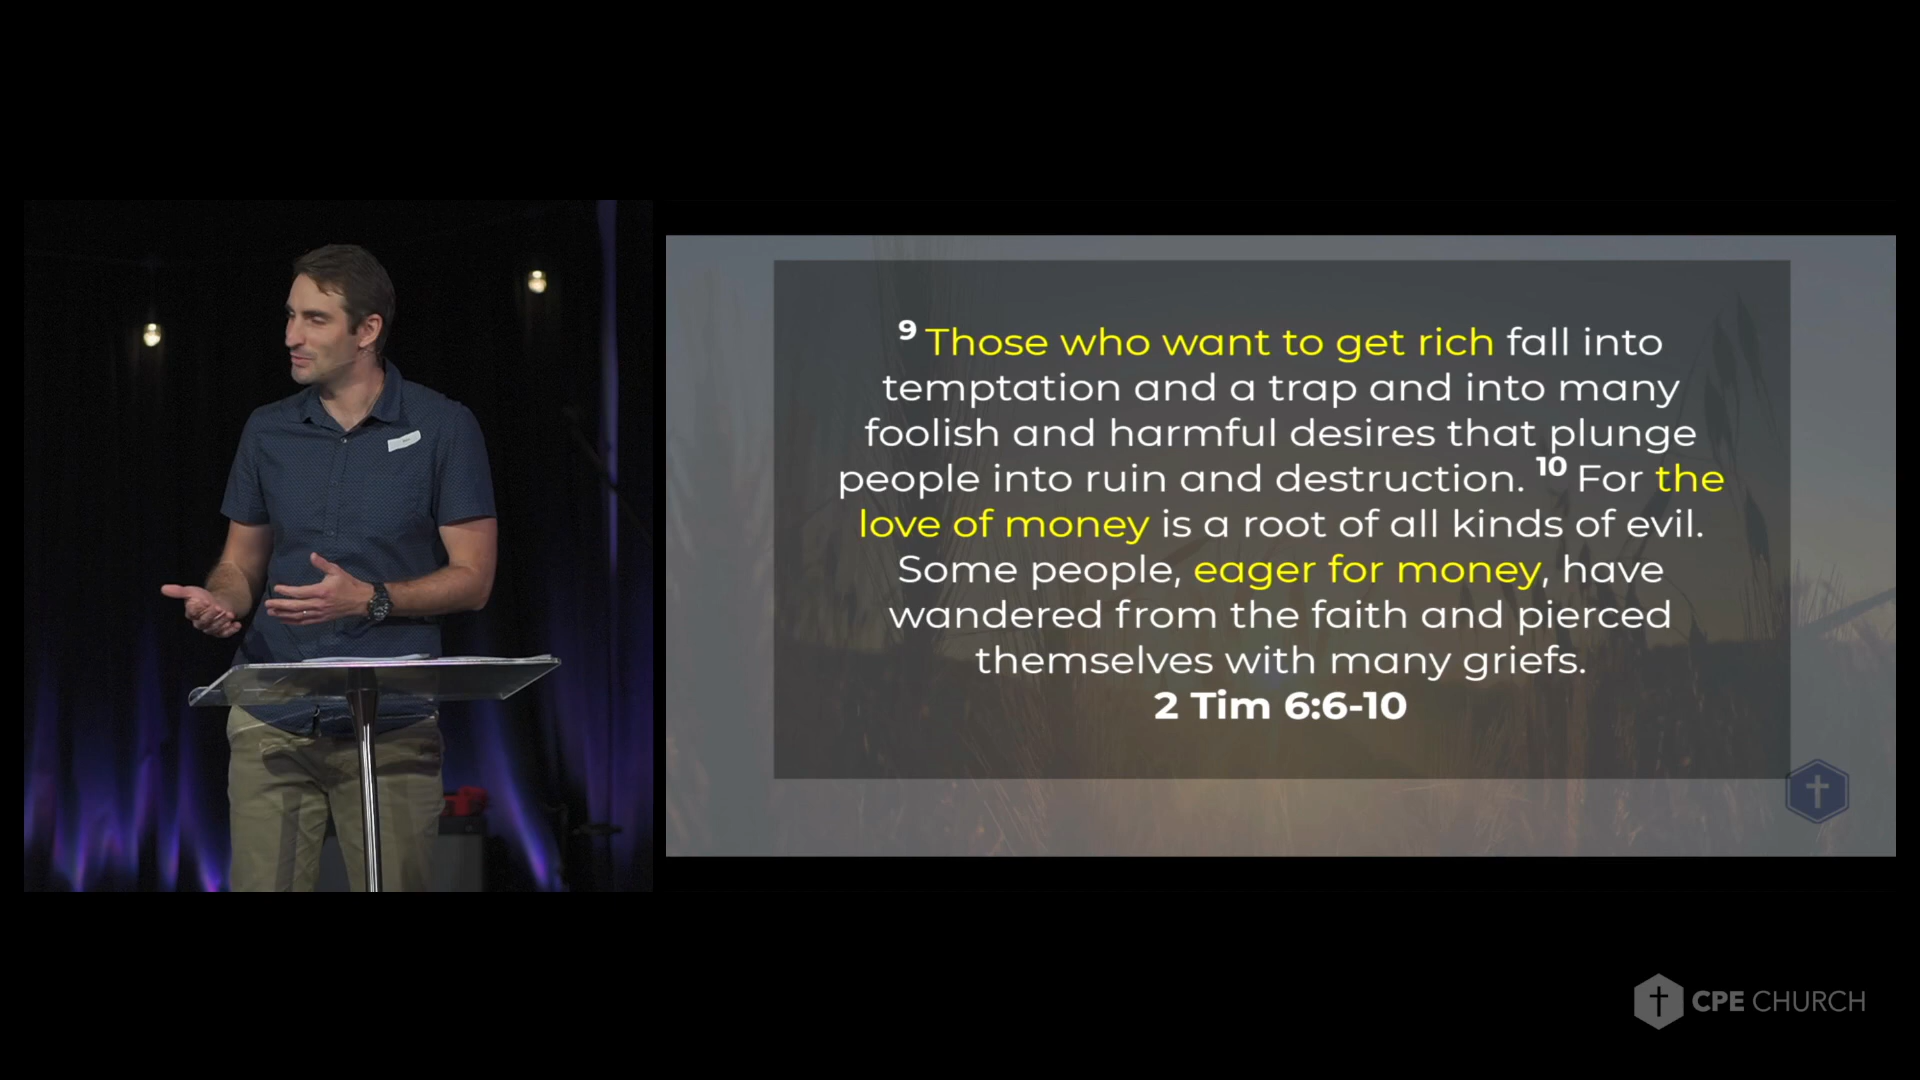 9 Those who want to get rich fall into
temptation and a trap and into many
foolish and harmful desires that plunge
people into ruin and destruction. 10 For the
love of money is a root of all kinds of evil.
Some people, eager for money, have
wandered from the faith and pierced
themselves with many griefs.
2 Tim 6:6-10
CPE CHURCH